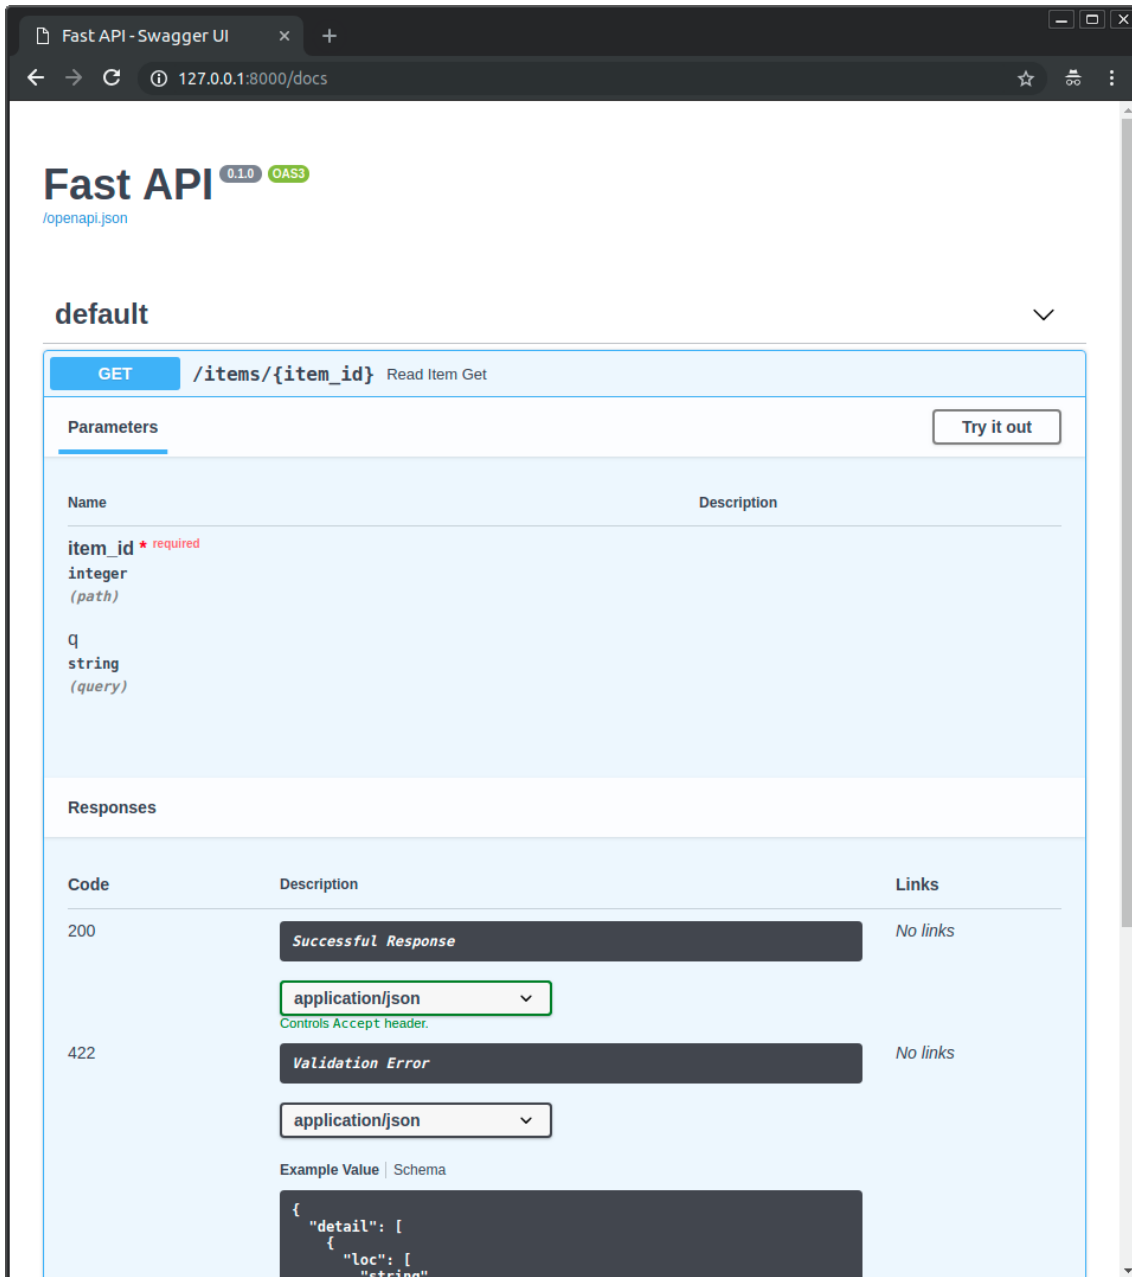 Fast API - Swagger UI
127.0.0.1:8000/docs
Fast API 0.1.0 OAS3
/openapi.json
default
GET /items/{item_id} Read Item Get
Parameters Try it out
Name Description
item_id * required
integer
(path)
q
string
(query)
Responses
Code Description Links
200 Successful Response No links
application/json
Controls Accept header.
422 Validation Error No links
application/json
Example Value Schema
{
"detail": [
{
"loc": [
"string"